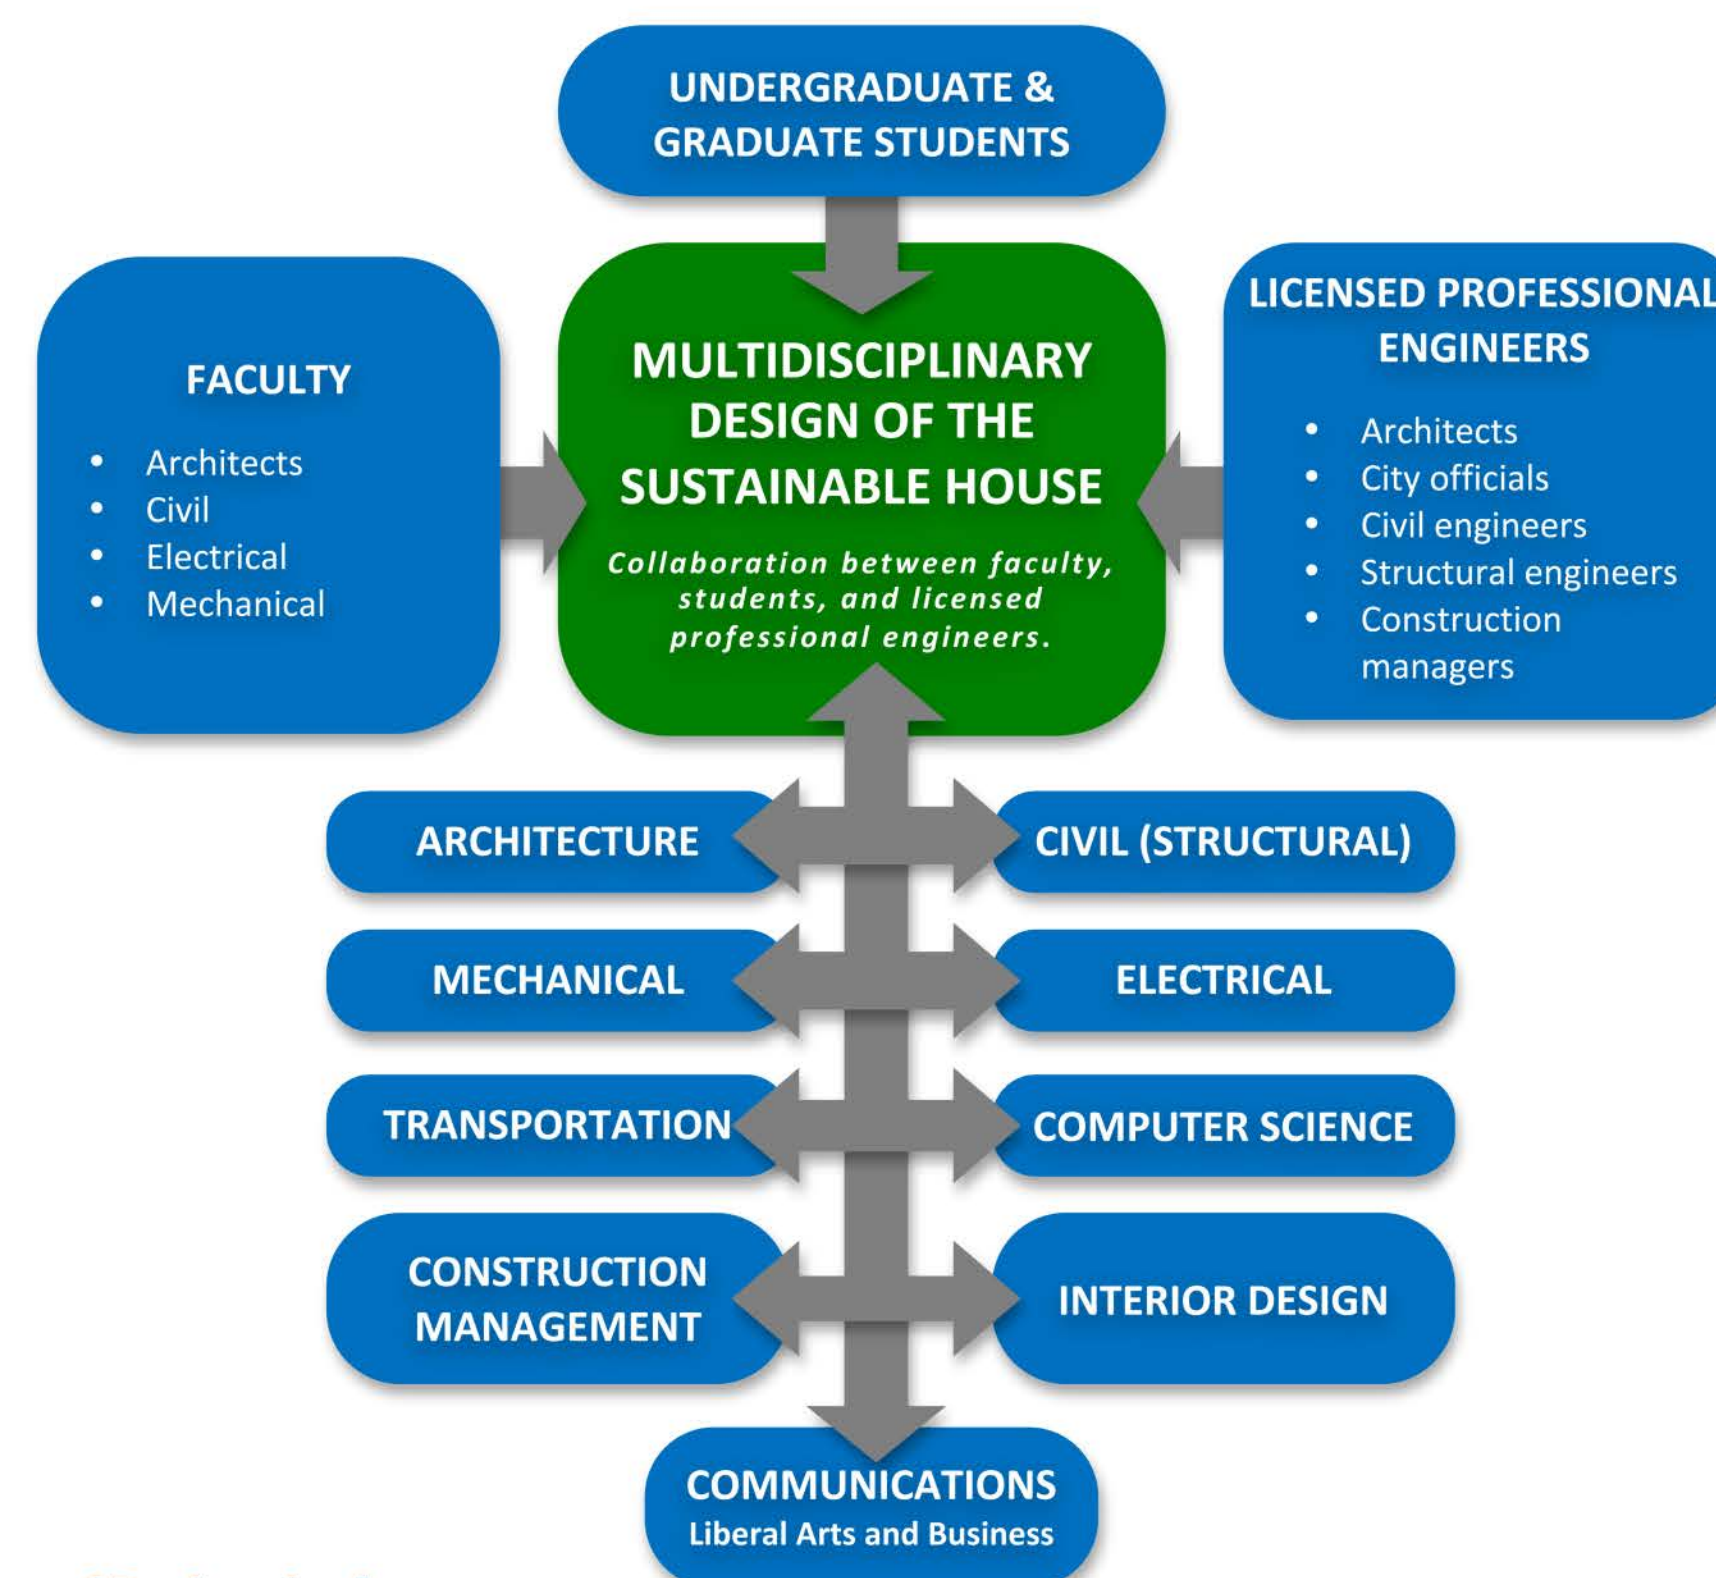 UNDERGRADUATE &
GRADUATE STUDENTS
FACULTY
• Architects
• Civil
• Electrical
• Mechanical
MULTIDISCIPLINARY
DESIGN OF THE
SUSTAINABLE HOUSE
Collaboration between faculty,
students, and licensed
professional engineers.
LICENSED PROFESSIONAL
ENGINEERS
• Architects
• City officials
• Civil engineers
• Structural engineers
• Construction
managers
ARCHITECTURE
CIVIL (STRUCTURAL)
MECHANICAL
ELECTRICAL
TRANSPORTATION
COMPUTER SCIENCE
CONSTRUCTION
MANAGEMENT
INTERIOR DESIGN
COMMUNICATIONS
Liberal Arts and Business